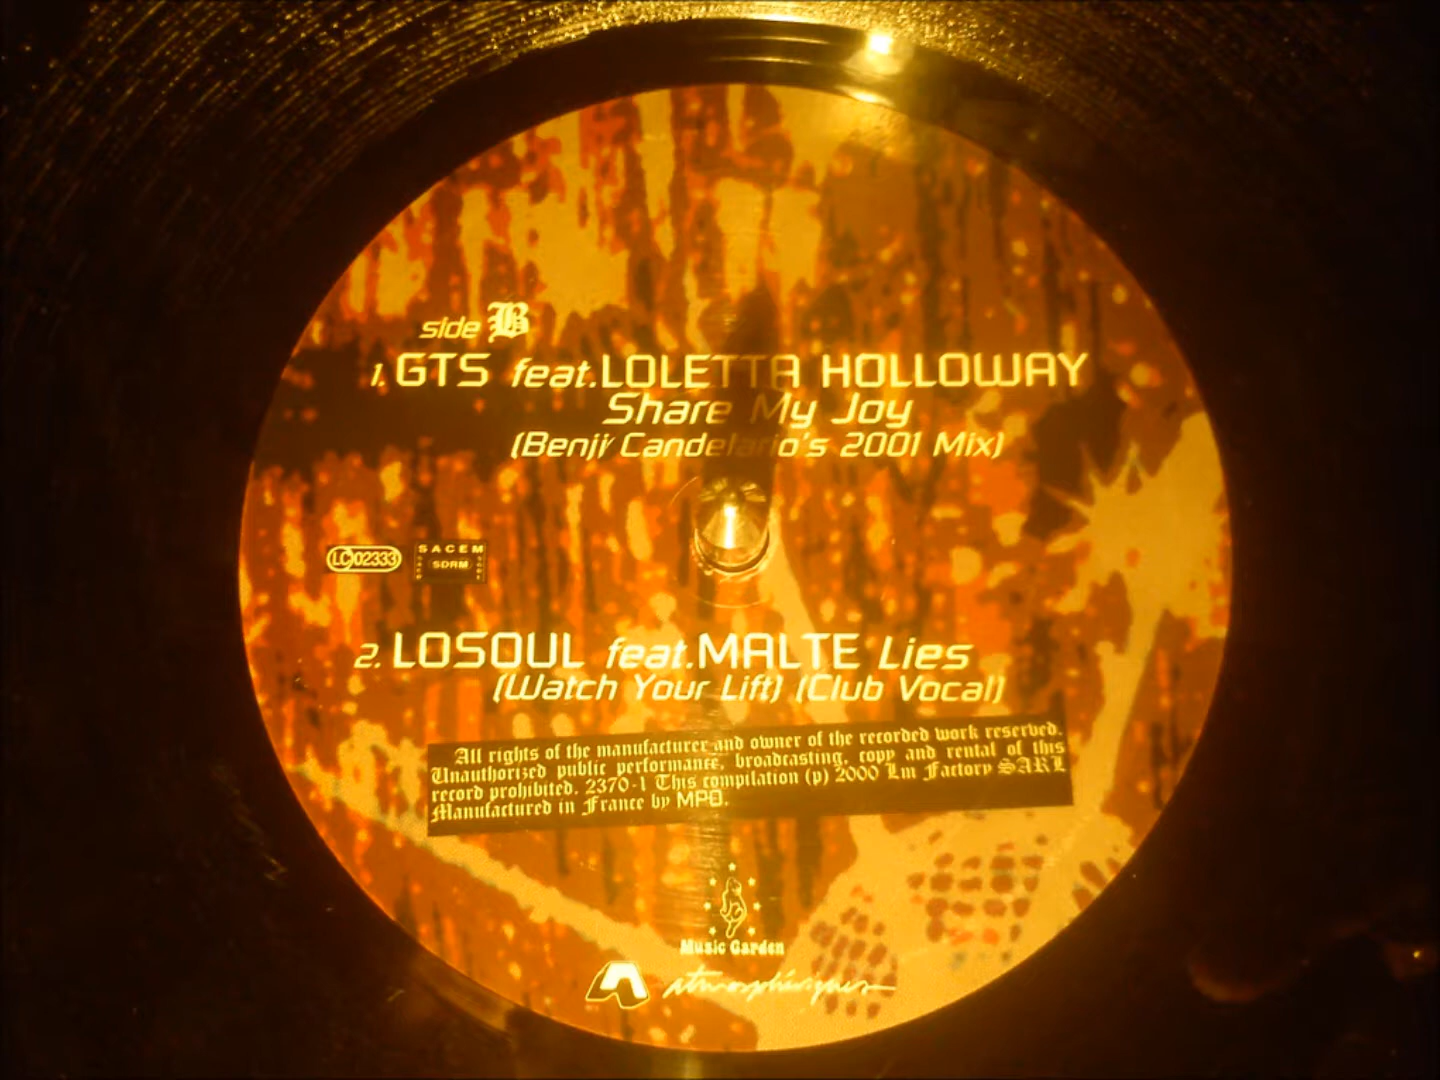 side B
1. GTS feat. LOLETTA HOLLOWAY
Share My Joy
(Benji Candelario's 2001 Mix)
LC 02333
SACEM
SDRM
2. LOSOUL feat. MALTE Lies
(Watch Your Lift) (Club Vocal)
All rights of the manufacturer and owner of the recorded work reserved.
Unauthorized public performance, broadcasting, copy and rental of this
record prohibited. 2370-1 This compilation (p) 2000 Lm Factory SARL
Manufactured in France by MPO.
Music Garden
atmosphériques